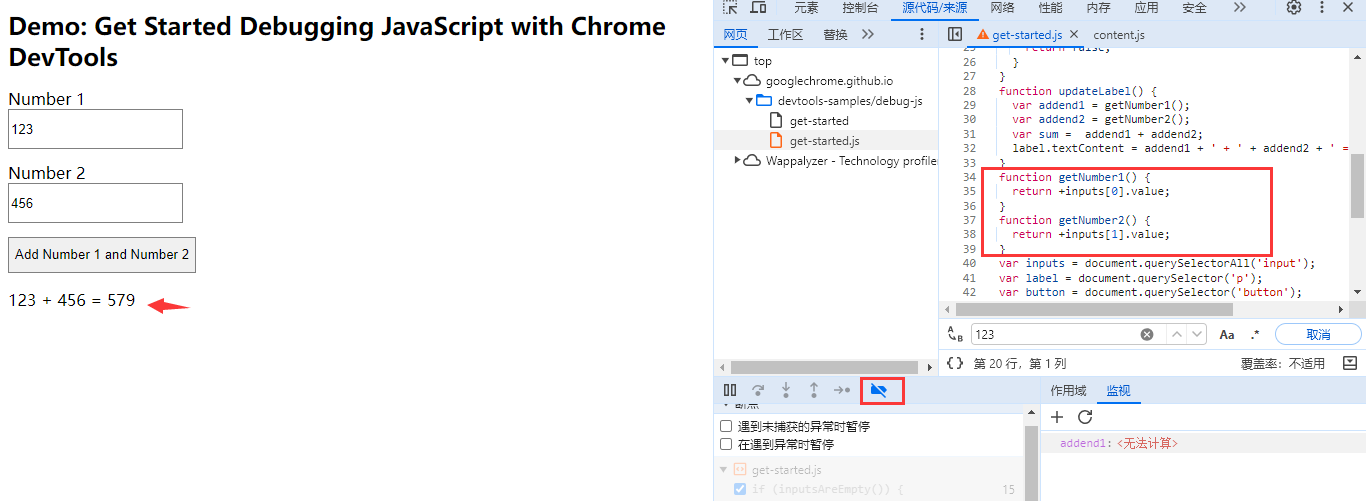 Demo: Get Started Debugging JavaScript with Chrome
DevTools
Number 1
123
Number 2
456
Add Number 1 and Number 2
123 + 456 = 579
元素 控制台 源代码/来源 网络 性能 内存 应用 安全
网页 工作区 替换
top
googlechrome.github.io
devtools-samples/debug-js
get-started
get-started.js
Wappalyzer - Technology profiler
get-started.js content.js
25 return false;
26 }
27 }
28 function updateLabel() {
29 var addend1 = getNumber1();
30 var addend2 = getNumber2();
31 var sum = addend1 + addend2;
32 label.textContent = addend1 + ' + ' + addend2 + ' =
33 }
34 function getNumber1() {
35 return +inputs[0].value;
36 }
37 function getNumber2() {
38 return +inputs[1].value;
39 }
40 var inputs = document.querySelectorAll('input');
41 var label = document.querySelector('p');
42 var button = document.querySelector('button');
123 Aa .* 取消
{ } 第 20 行，第 1 列 覆盖率：不适用
断点
遇到未捕获的异常时暂停
在遇到异常时暂停
get-started.js
if (inputsAreEmpty()) { 15
作用域 监视
addend1: <无法计算>